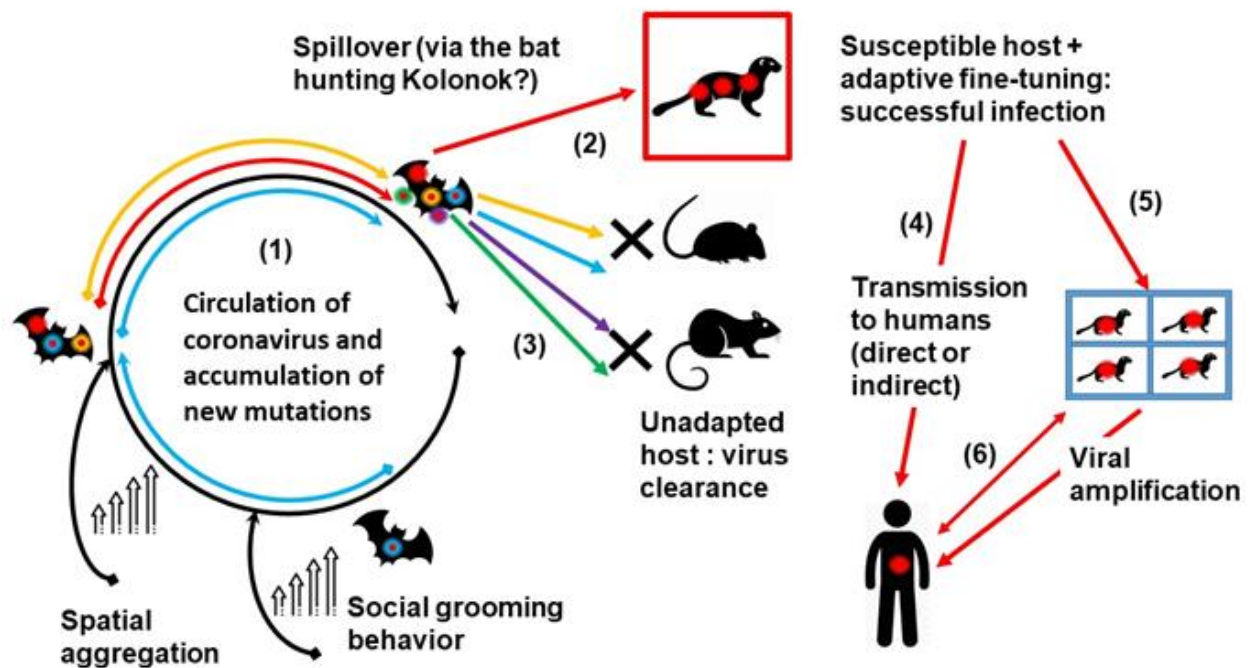 Spillover (via the bat
hunting Kolonok?)
(2)
Susceptible host +
adaptive fine-tuning:
successful infection
(1)
Circulation of
coronavirus and
accumulation of
new mutations
(3)
Unadapted
host : virus
clearance
(4)
(5)
Transmission
to humans
(direct or
indirect)
(6)
Viral
amplification
Spatial
aggregation
Social grooming
behavior